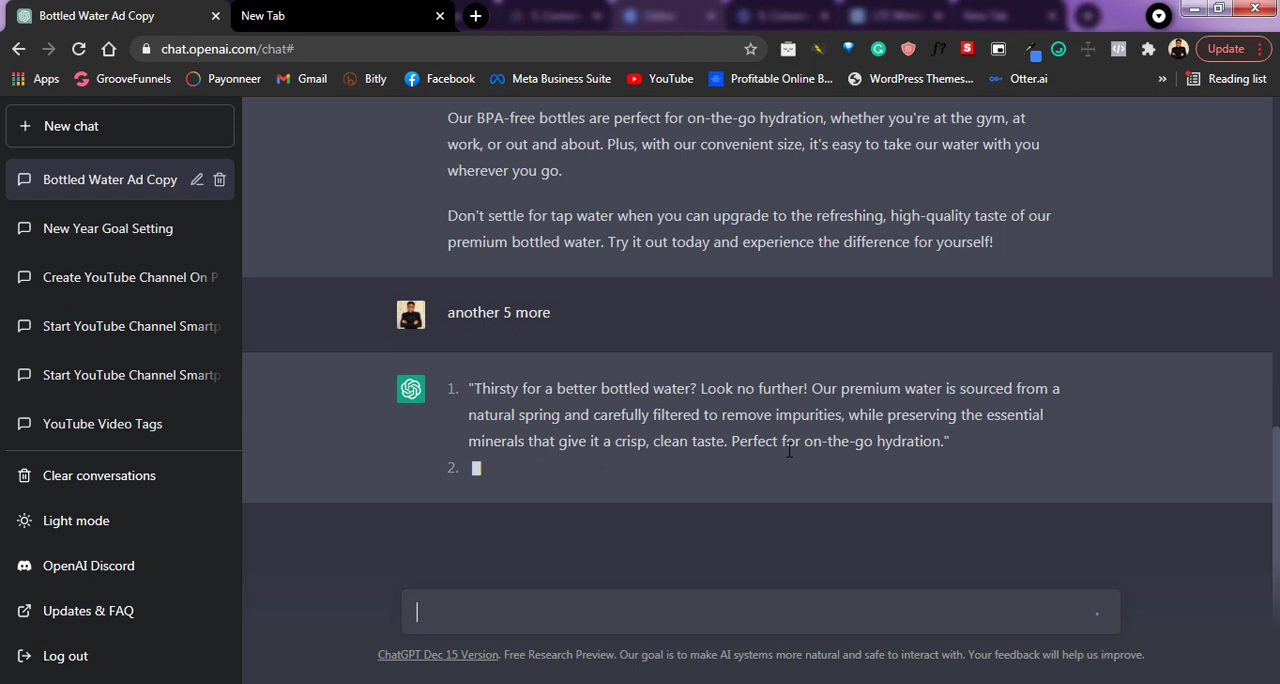 Bottled Water Ad Copy
New Tab
chat.openai.com/chat#
Update
Apps
GrooveFunnels
Payonneer
Gmail
Bitly
Facebook
Meta Business Suite
YouTube
Profitable Online B...
WordPress Themes...
Otter.ai
»
Reading list
New chat
Bottled Water Ad Copy
New Year Goal Setting
Create YouTube Channel On P
Start YouTube Channel Smartp
Start YouTube Channel Smartp
YouTube Video Tags
Clear conversations
Light mode
OpenAI Discord
Updates & FAQ
Log out
Our BPA-free bottles are perfect for on-the-go hydration, whether you're at the gym, at
work, or out and about. Plus, with our convenient size, it's easy to take our water with you
wherever you go.
Don't settle for tap water when you can upgrade to the refreshing, high-quality taste of our
premium bottled water. Try it out today and experience the difference for yourself!
another 5 more
1. "Thirsty for a better bottled water? Look no further! Our premium water is sourced from a
natural spring and carefully filtered to remove impurities, while preserving the essential
minerals that give it a crisp, clean taste. Perfect for on-the-go hydration."
2.
ChatGPT Dec 15 Version. Free Research Preview. Our goal is to make AI systems more natural and safe to interact with. Your feedback will help us improve.